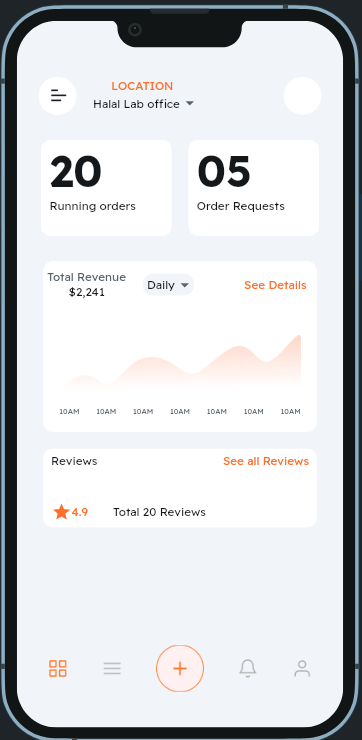 LOCATION
Halal Lab office
20
Running orders
05
Order Requests
Total Revenue
$2,241
Daily
See Details
10AM 10AM 10AM 10AM 10AM 10AM 10AM
Reviews
See all Reviews
4.9
Total 20 Reviews